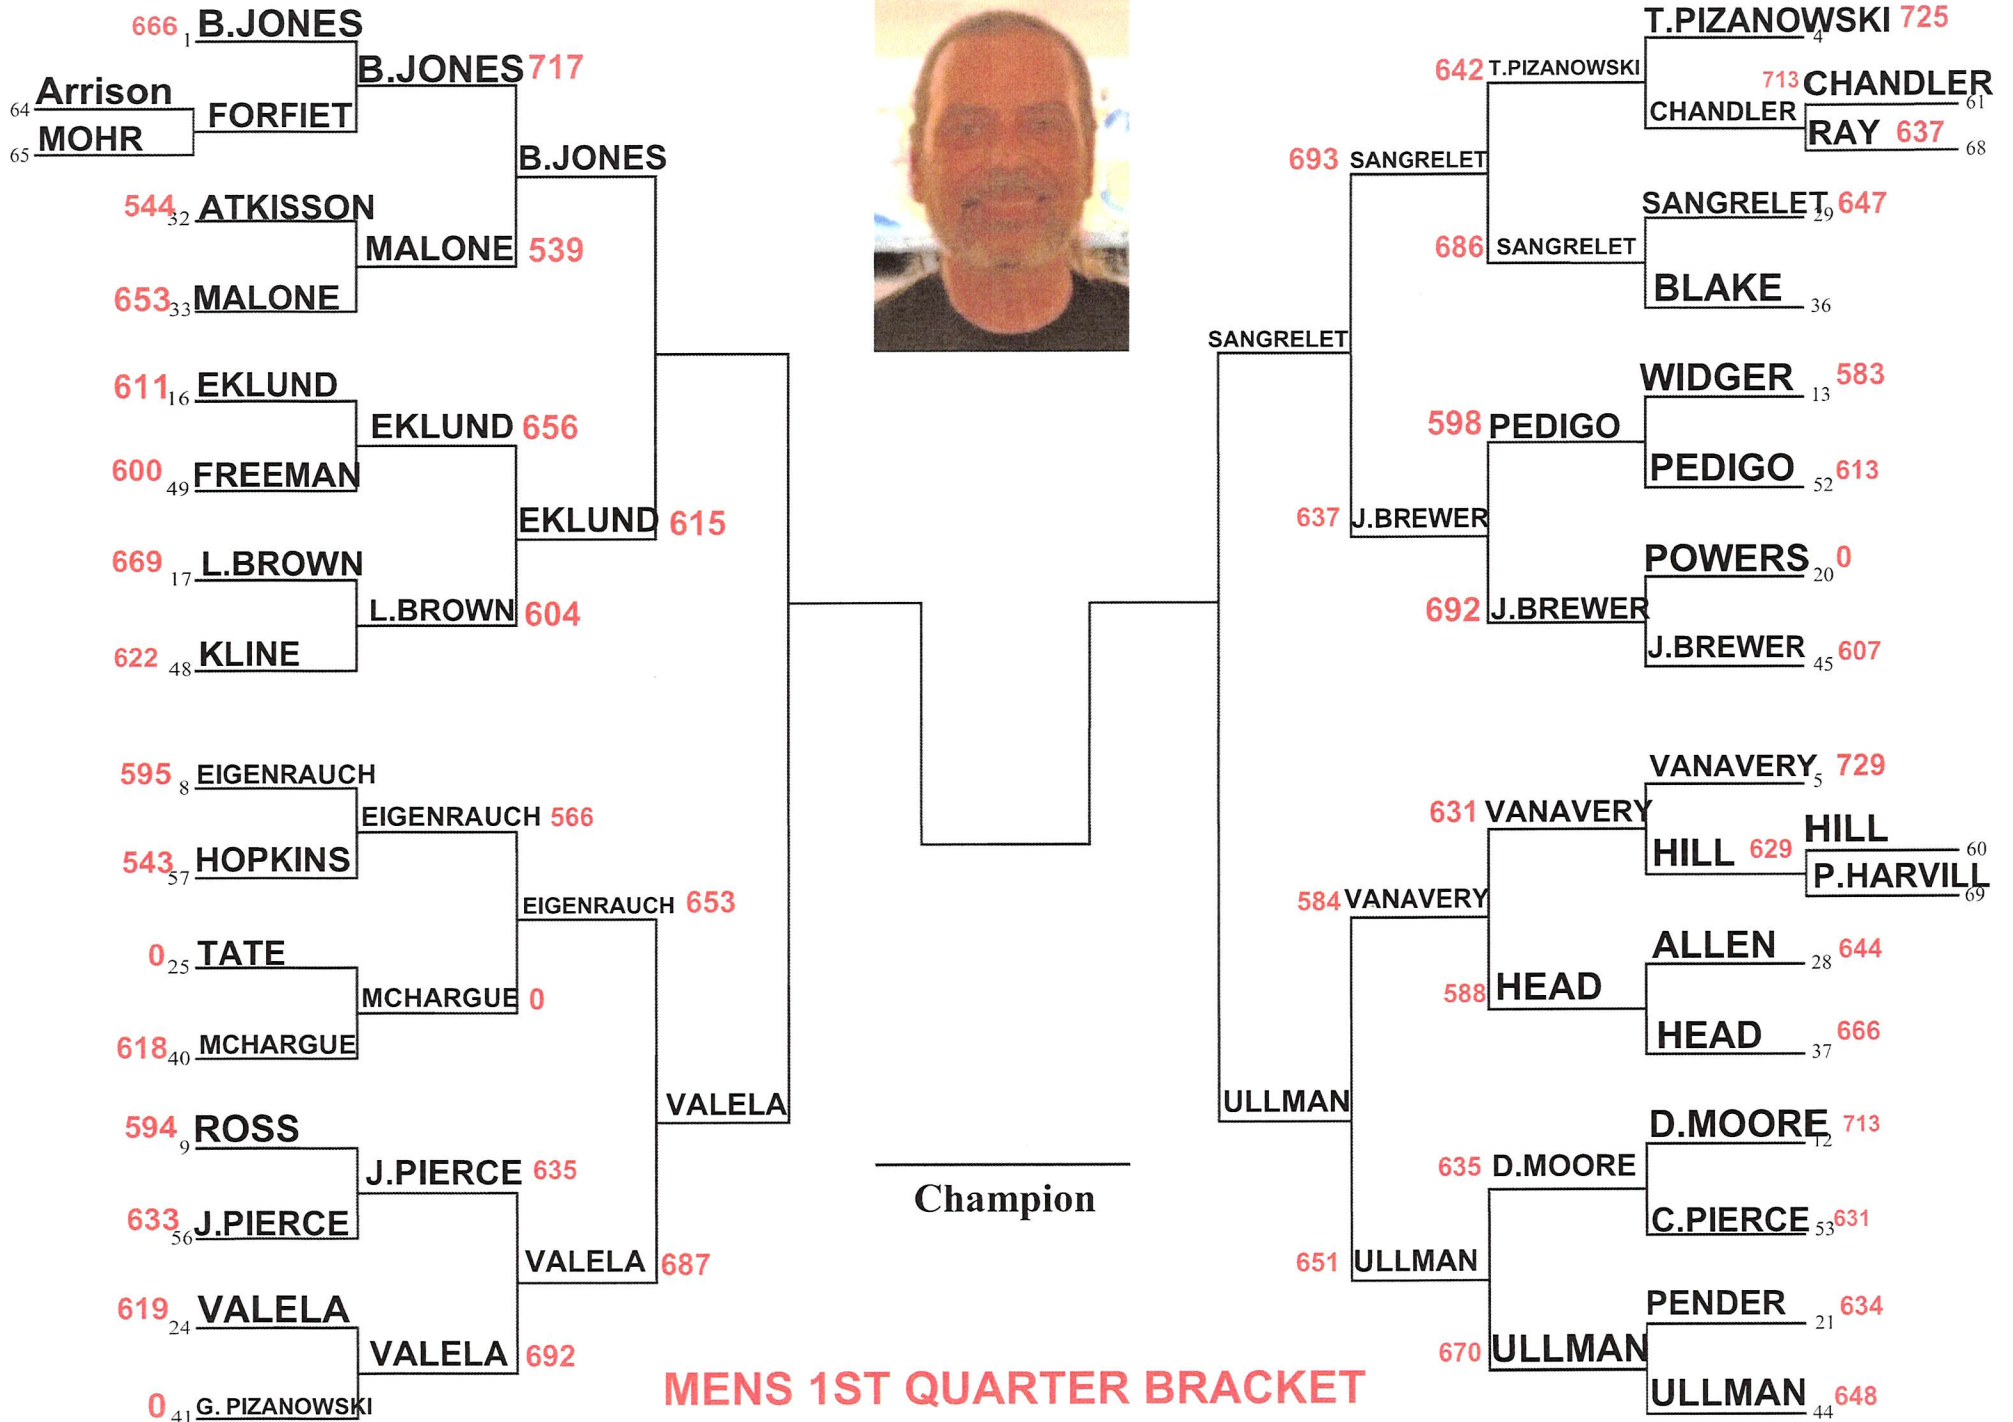 666 1 B.JONES
B.JONES 717
64 Arrison
FORFIET
65 MOHR
B.JONES
544 32 ATKISSON
MALONE 539
653 33 MALONE
611 16 EKLUND
EKLUND 656
600 49 FREEMAN
EKLUND 615
669 17 L.BROWN
L.BROWN 604
622 48 KLINE
595 8 EIGENRAUCH
EIGENRAUCH 566
543 57 HOPKINS
EIGENRAUCH 653
0 25 TATE
MCHARGUE 0
618 40 MCHARGUE
VALELA
594 9 ROSS
J.PIERCE 635
633 56 J.PIERCE
VALELA 687
619 24 VALELA
VALELA 692
0 41 G. PIZANOWSKI
T.PIZANOWSKI 4 725
642 T.PIZANOWSKI
713 CHANDLER 61
CHANDLER
RAY 637 68
693 SANGRELET
SANGRELET 29 647
686 SANGRELET
BLAKE 36
SANGRELET
WIDGER 13 583
598 PEDIGO
PEDIGO 52 613
637 J.BREWER
POWERS 20 0
692 J.BREWER
J.BREWER 45 607
VANAVERY 5 729
631 VANAVERY
HILL 60
HILL 629
P.HARVILL 69
584 VANAVERY
ALLEN 28 644
588 HEAD
HEAD 37 666
ULLMAN
D.MOORE 12 713
635 D.MOORE
C.PIERCE 53 631
651 ULLMAN
PENDER 21 634
670 ULLMAN
ULLMAN 44 648
Champion
MENS 1ST QUARTER BRACKET